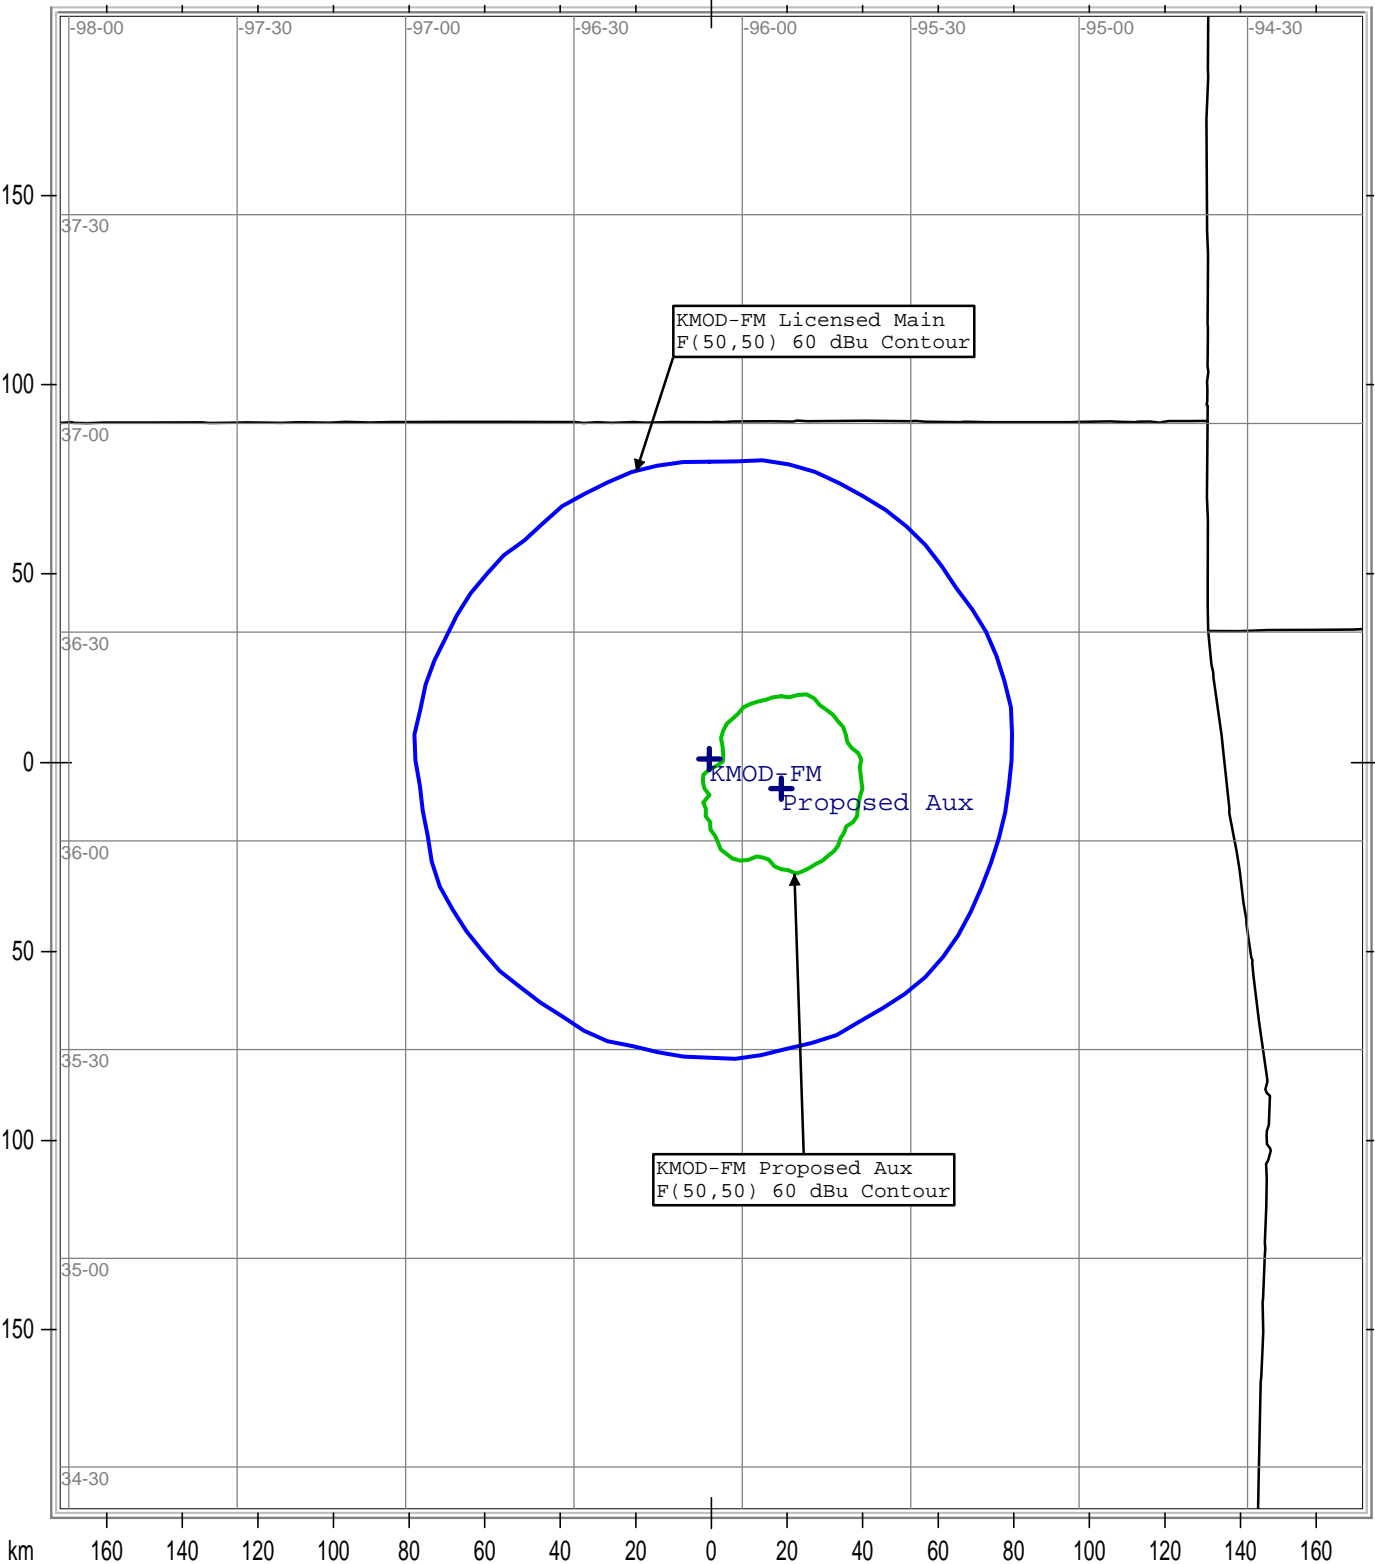 -98-00 -97-30 -97-00 -96-30 -96-00 -95-30 -95-00 -94-30
150
37-30
KMOD-FM Licensed Main
F(50,50) 60 dBu Contour
100
37-00
50
36-30
0
KMOD-FM
Proposed Aux
36-00
50
35-30
100
KMOD-FM Proposed Aux
F(50,50) 60 dBu Contour
35-00
150
34-30
km 160 140 120 100 80 60 40 20 0 20 40 60 80 100 120 140 160